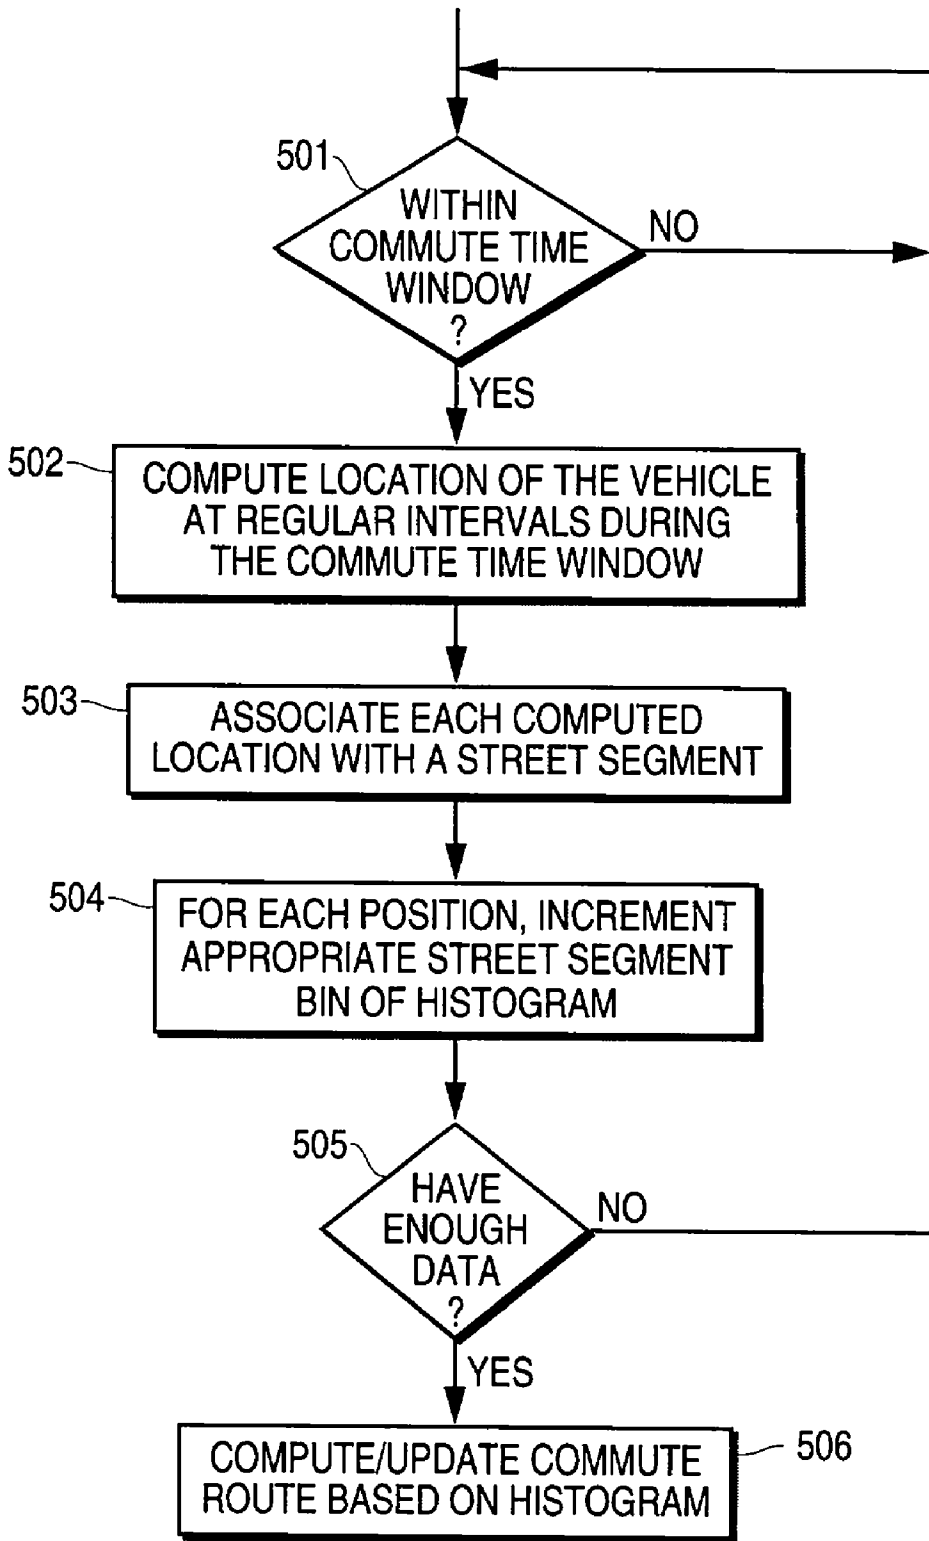 501
WITHIN
COMMUTE TIME
WINDOW
?
NO
YES
502
COMPUTE LOCATION OF THE VEHICLE
AT REGULAR INTERVALS DURING
THE COMMUTE TIME WINDOW
503
ASSOCIATE EACH COMPUTED
LOCATION WITH A STREET SEGMENT
504
FOR EACH POSITION, INCREMENT
APPROPRIATE STREET SEGMENT
BIN OF HISTOGRAM
505
HAVE
ENOUGH
DATA
?
NO
YES
COMPUTE/UPDATE COMMUTE
ROUTE BASED ON HISTOGRAM
506